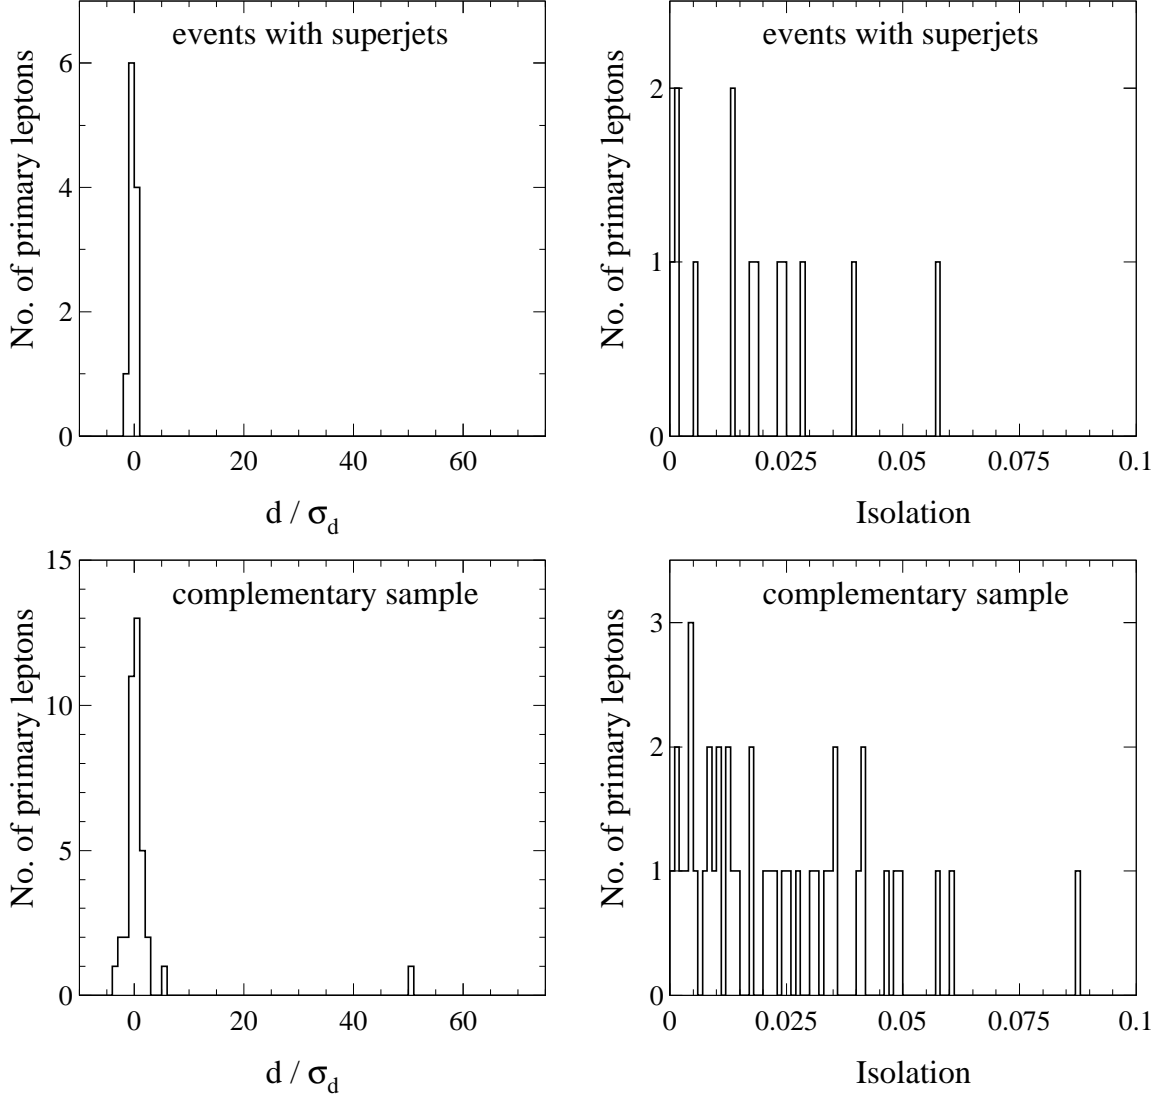 events with superjets
No. of primary leptons
6
4
2
0
0
20
40
60
d / σd
events with superjets
No. of primary leptons
2
1
0
0
0.025
0.05
0.075
0.1
Isolation
complementary sample
No. of primary leptons
15
10
5
0
0
20
40
60
d / σd
complementary sample
No. of primary leptons
3
2
1
0
0
0.025
0.05
0.075
0.1
Isolation